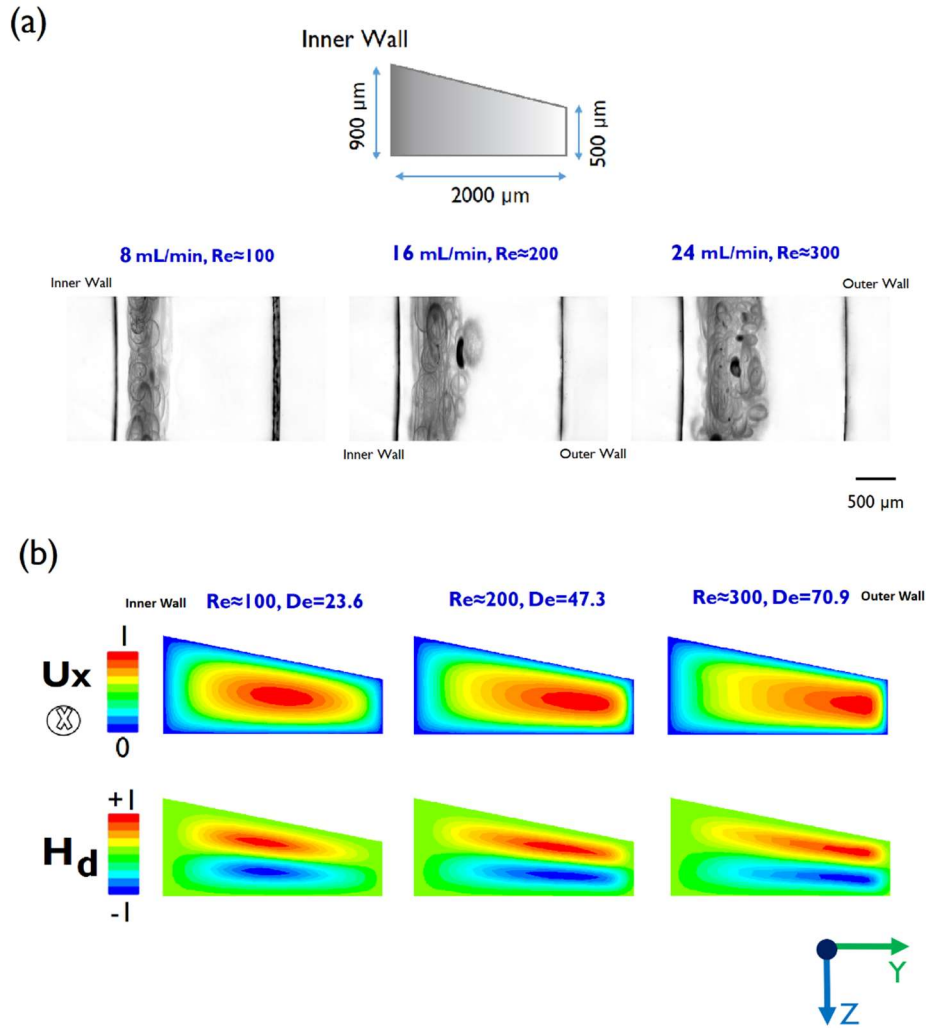 (a)
Inner Wall
900 µm
500 µm
2000 µm
8 mL/min, Re≈100
16 mL/min, Re≈200
24 mL/min, Re≈300
Inner Wall
Outer Wall
Inner Wall
Outer Wall
500 µm
(b)
Inner Wall
Re≈100, De=23.6
Re≈200, De=47.3
Re≈300, De=70.9
Outer Wall
1
Ux
X
0
+1
Hd
-1
Y
Z